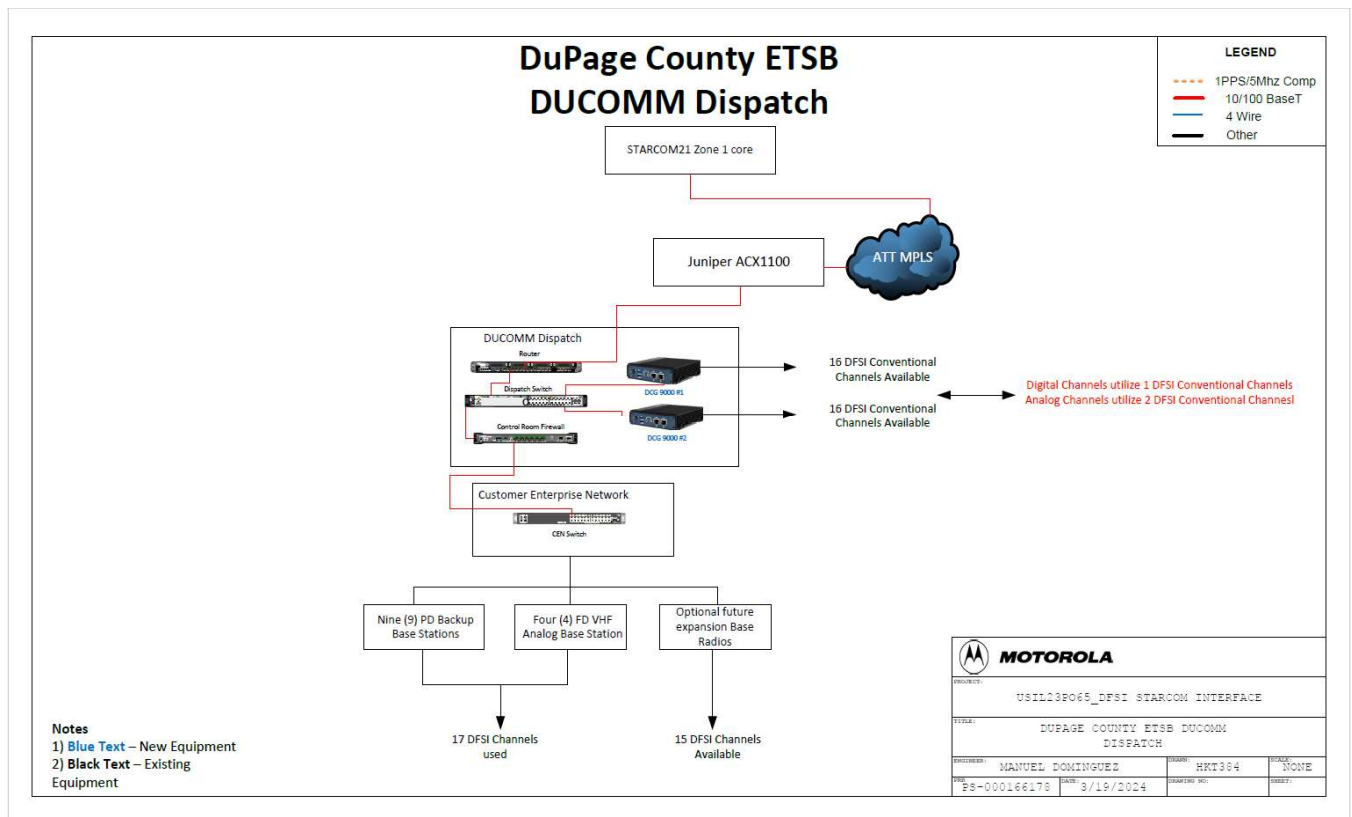 DuPage County ETSB
DUCOMM Dispatch
LEGEND
1PPS/5Mhz Comp
10/100 BaseT
4 Wire
Other
STARCOM21 Zone 1 core
ATT MPLS
Juniper ACX1100
DUCOMM Dispatch
Router
Dispatch Switch
Control Room Firewall
DCG 9000 #1
DCG 9000 #2
16 DFSI Conventional
Channels Available
16 DFSI Conventional
Channels Available
Digital Channels utilize 1 DFSI Conventional Channels
Analog Channels utilize 2 DFSI Conventional Channesl
Customer Enterprise Network
CEN Switch
Nine (9) PD Backup
Base Stations
Four (4) FD VHF
Analog Base Station
Optional future
expansion Base
Radios
17 DFSI Channels
used
15 DFSI Channels
Available
Notes
1) Blue Text – New Equipment
2) Black Text – Existing
Equipment
MOTOROLA
PROJECT:
USIL23PO65_DFSI STARCOM INTERFACE
TITLE:
DUPAGE COUNTY ETSB DUCOMM
DISPATCH
ENGINEER:
MANUEL DOMINGUEZ
DRAWN:
HKT384
SCALE:
NONE
PS-000166178
DATE:
3/19/2024
DRAWING NO:
SHEET: